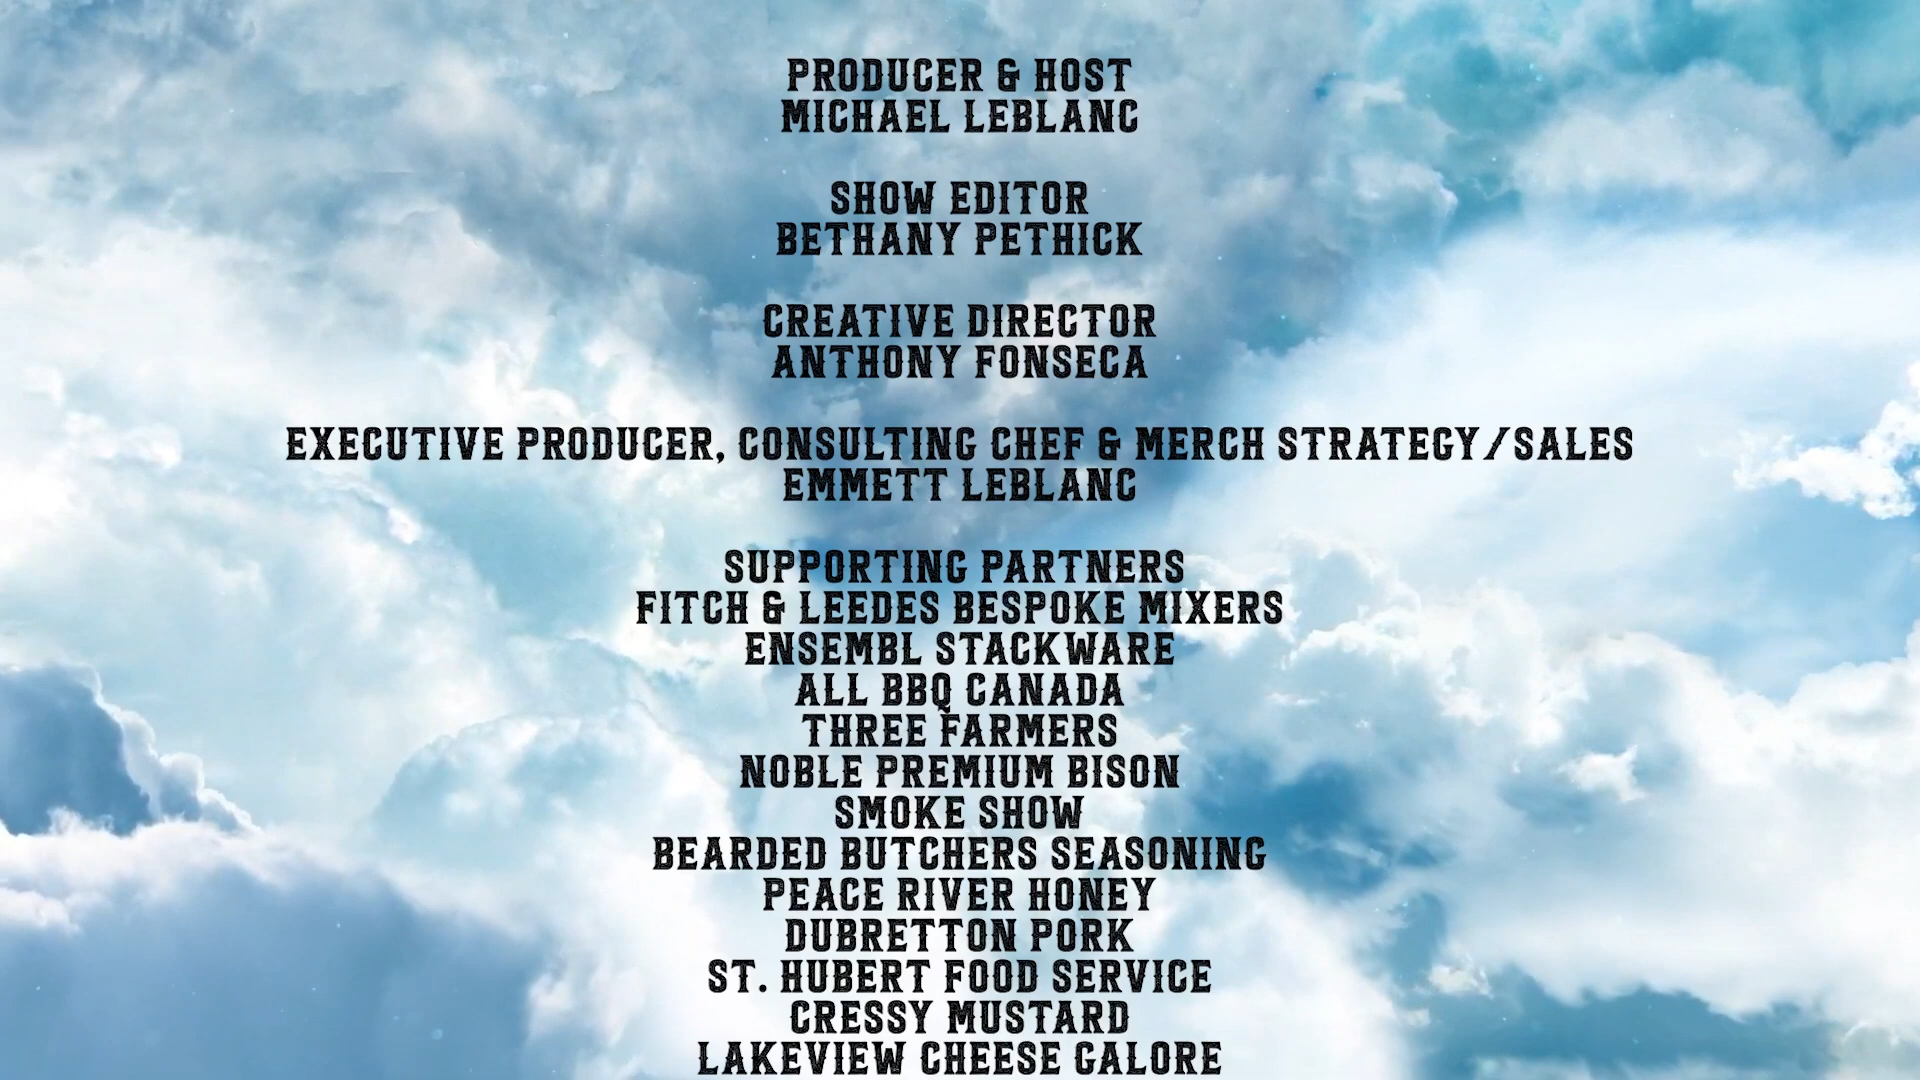 PRODUCER & HOST
MICHAEL LEBLANC
SHOW EDITOR
BETHANY PETHICK
CREATIVE DIRECTOR
ANTHONY FONSECA
EXECUTIVE PRODUCER, CONSULTING CHEF & MERCH STRATEGY/SALES
EMMETT LEBLANC
SUPPORTING PARTNERS
FITCH & LEEDES BESPOKE MIXERS
ENSEMBL STACKWARE
ALL BBQ CANADA
THREE FARMERS
NOBLE PREMIUM BISON
SMOKE SHOW
BEARDED BUTCHERS SEASONING
PEACE RIVER HONEY
DUBRETTON PORK
ST. HUBERT FOOD SERVICE
CRESSY MUSTARD
LAKEVIEW CHEESE GALORE